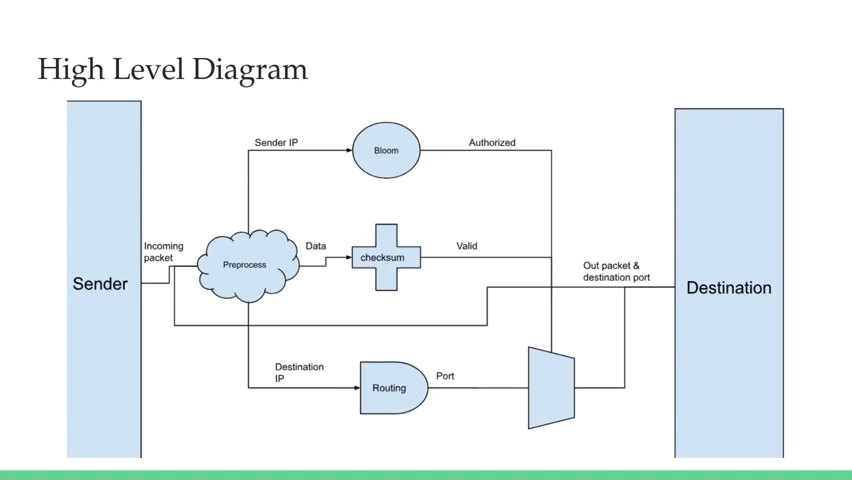 High Level Diagram
Sender IP
Bloom
Authorized
Incoming
packet
Preprocess
Data
checksum
Valid
Out packet &
destination port
Sender
Destination
Destination
IP
Routing
Port